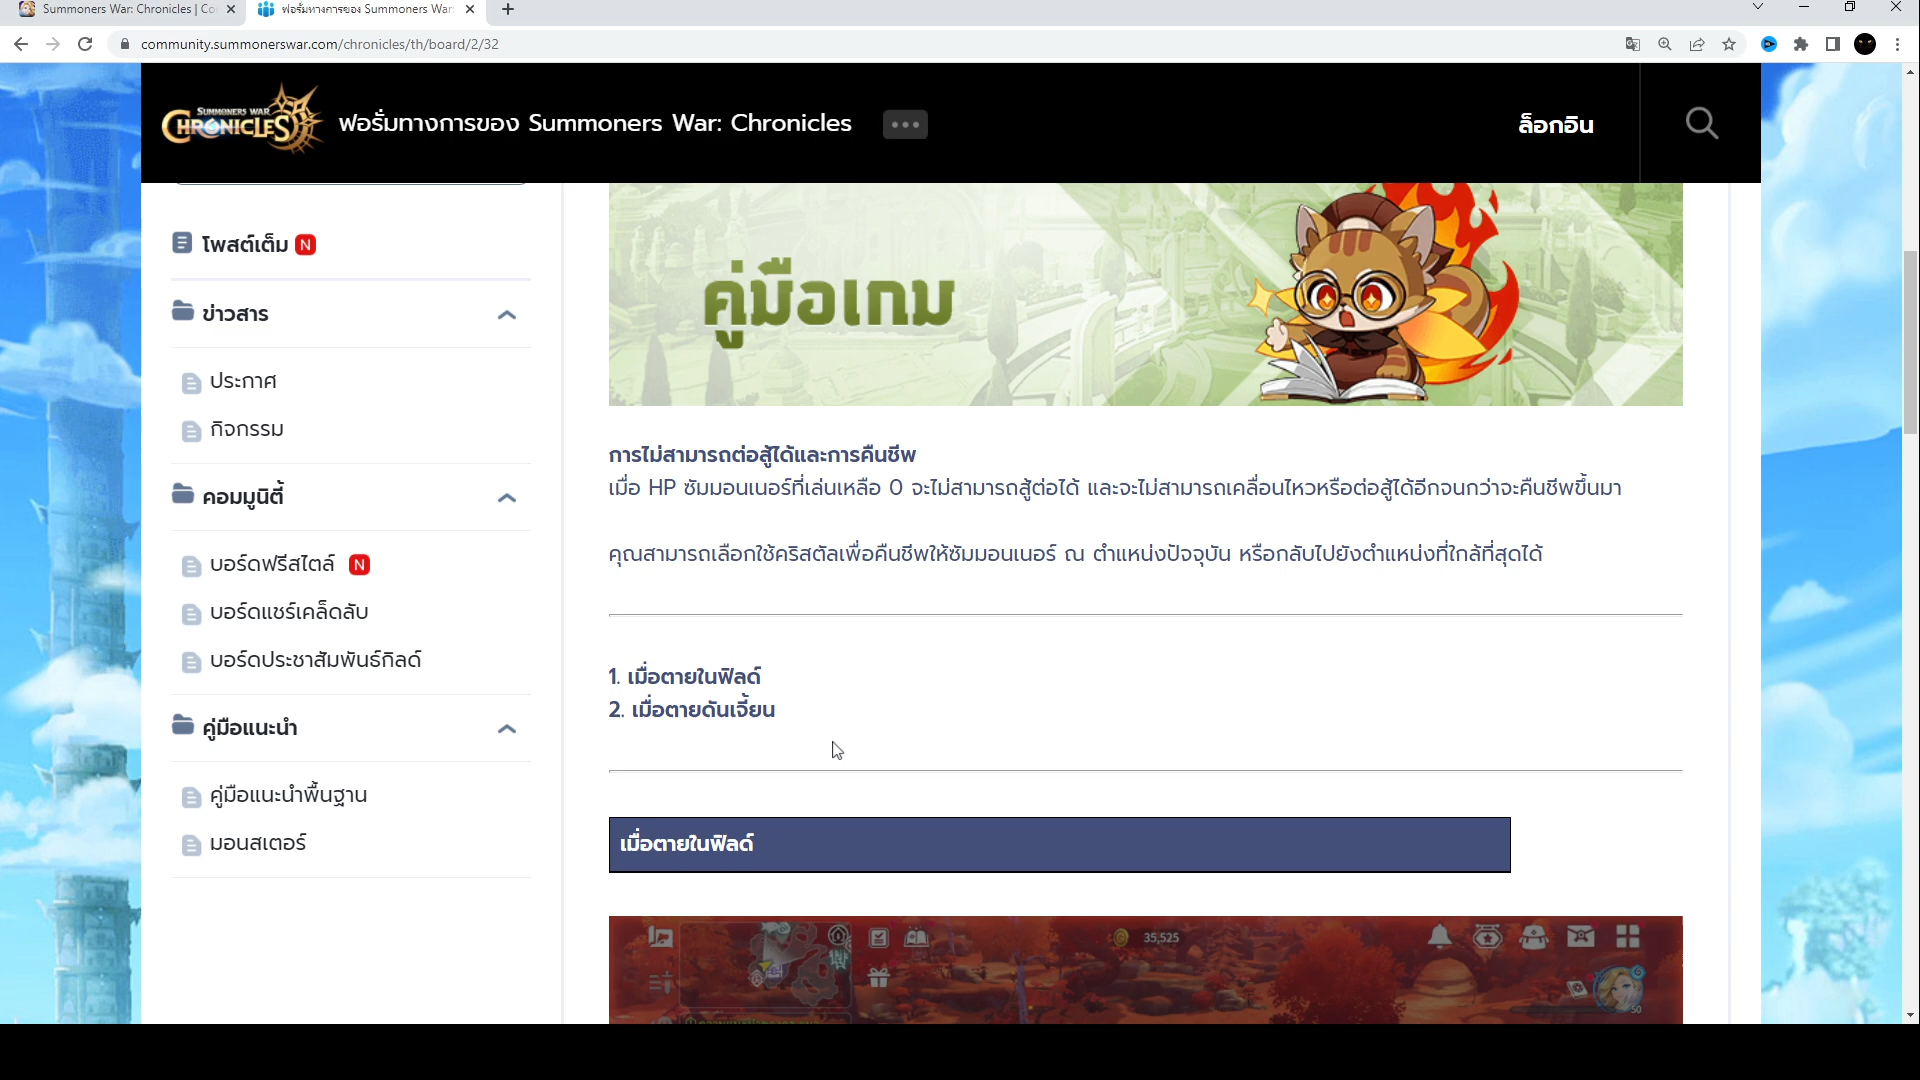 Summoners War: Chronicles | Co
ฟอรั่มทางการของ Summoners War:
community.summonerswar.com/chronicles/th/board/2/32
SUMMONERS WAR
CHRONICLES
ฟอรั่มทางการของ Summoners War: Chronicles
ล็อกอิน
โพสต์เต็ม N
ข่าวสาร
ประกาศ
กิจกรรม
คอมมูนิตี้
บอร์ดฟรีสไตล์ N
บอร์ดแชร์เคล็ดลับ
บอร์ดประชาสัมพันธ์กิลด์
คู่มือแนะนำ
คู่มือแนะนำพื้นฐาน
มอนสเตอร์
คู่มือเกม
การไม่สามารถต่อสู้ได้และการคืนชีพ
เมื่อ HP ซัมมอนเนอร์ที่เล่นเหลือ 0 จะไม่สามารถสู้ต่อได้ และจะไม่สามารถเคลื่อนไหวหรือต่อสู้ได้อีกจนกว่าจะคืนชีพขึ้นมา
คุณสามารถเลือกใช้คริสตัลเพื่อคืนชีพให้ซัมมอนเนอร์ ณ ตำแหน่งปัจจุบัน หรือกลับไปยังตำแหน่งที่ใกล้ที่สุดได้
1. เมื่อตายในฟิลด์
2. เมื่อตายดันเจี้ยน
เมื่อตายในฟิลด์
35,525
50